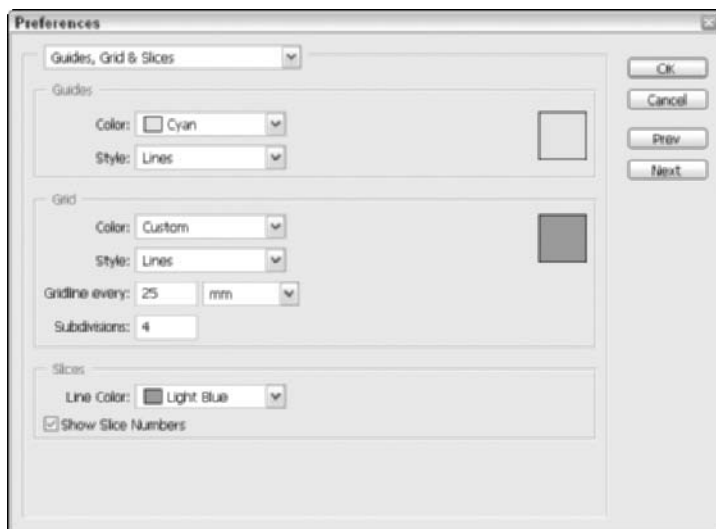 Preferences
Guides, Grid & Slices
OK
Cancel
Prev
Next
Guides
Color: Cyan
Style: Lines
Grid
Color: Custom
Style: Lines
Gridline every: 25 mm
Subdivisions: 4
Slices
Line Color: Light Blue
Show Slice Numbers